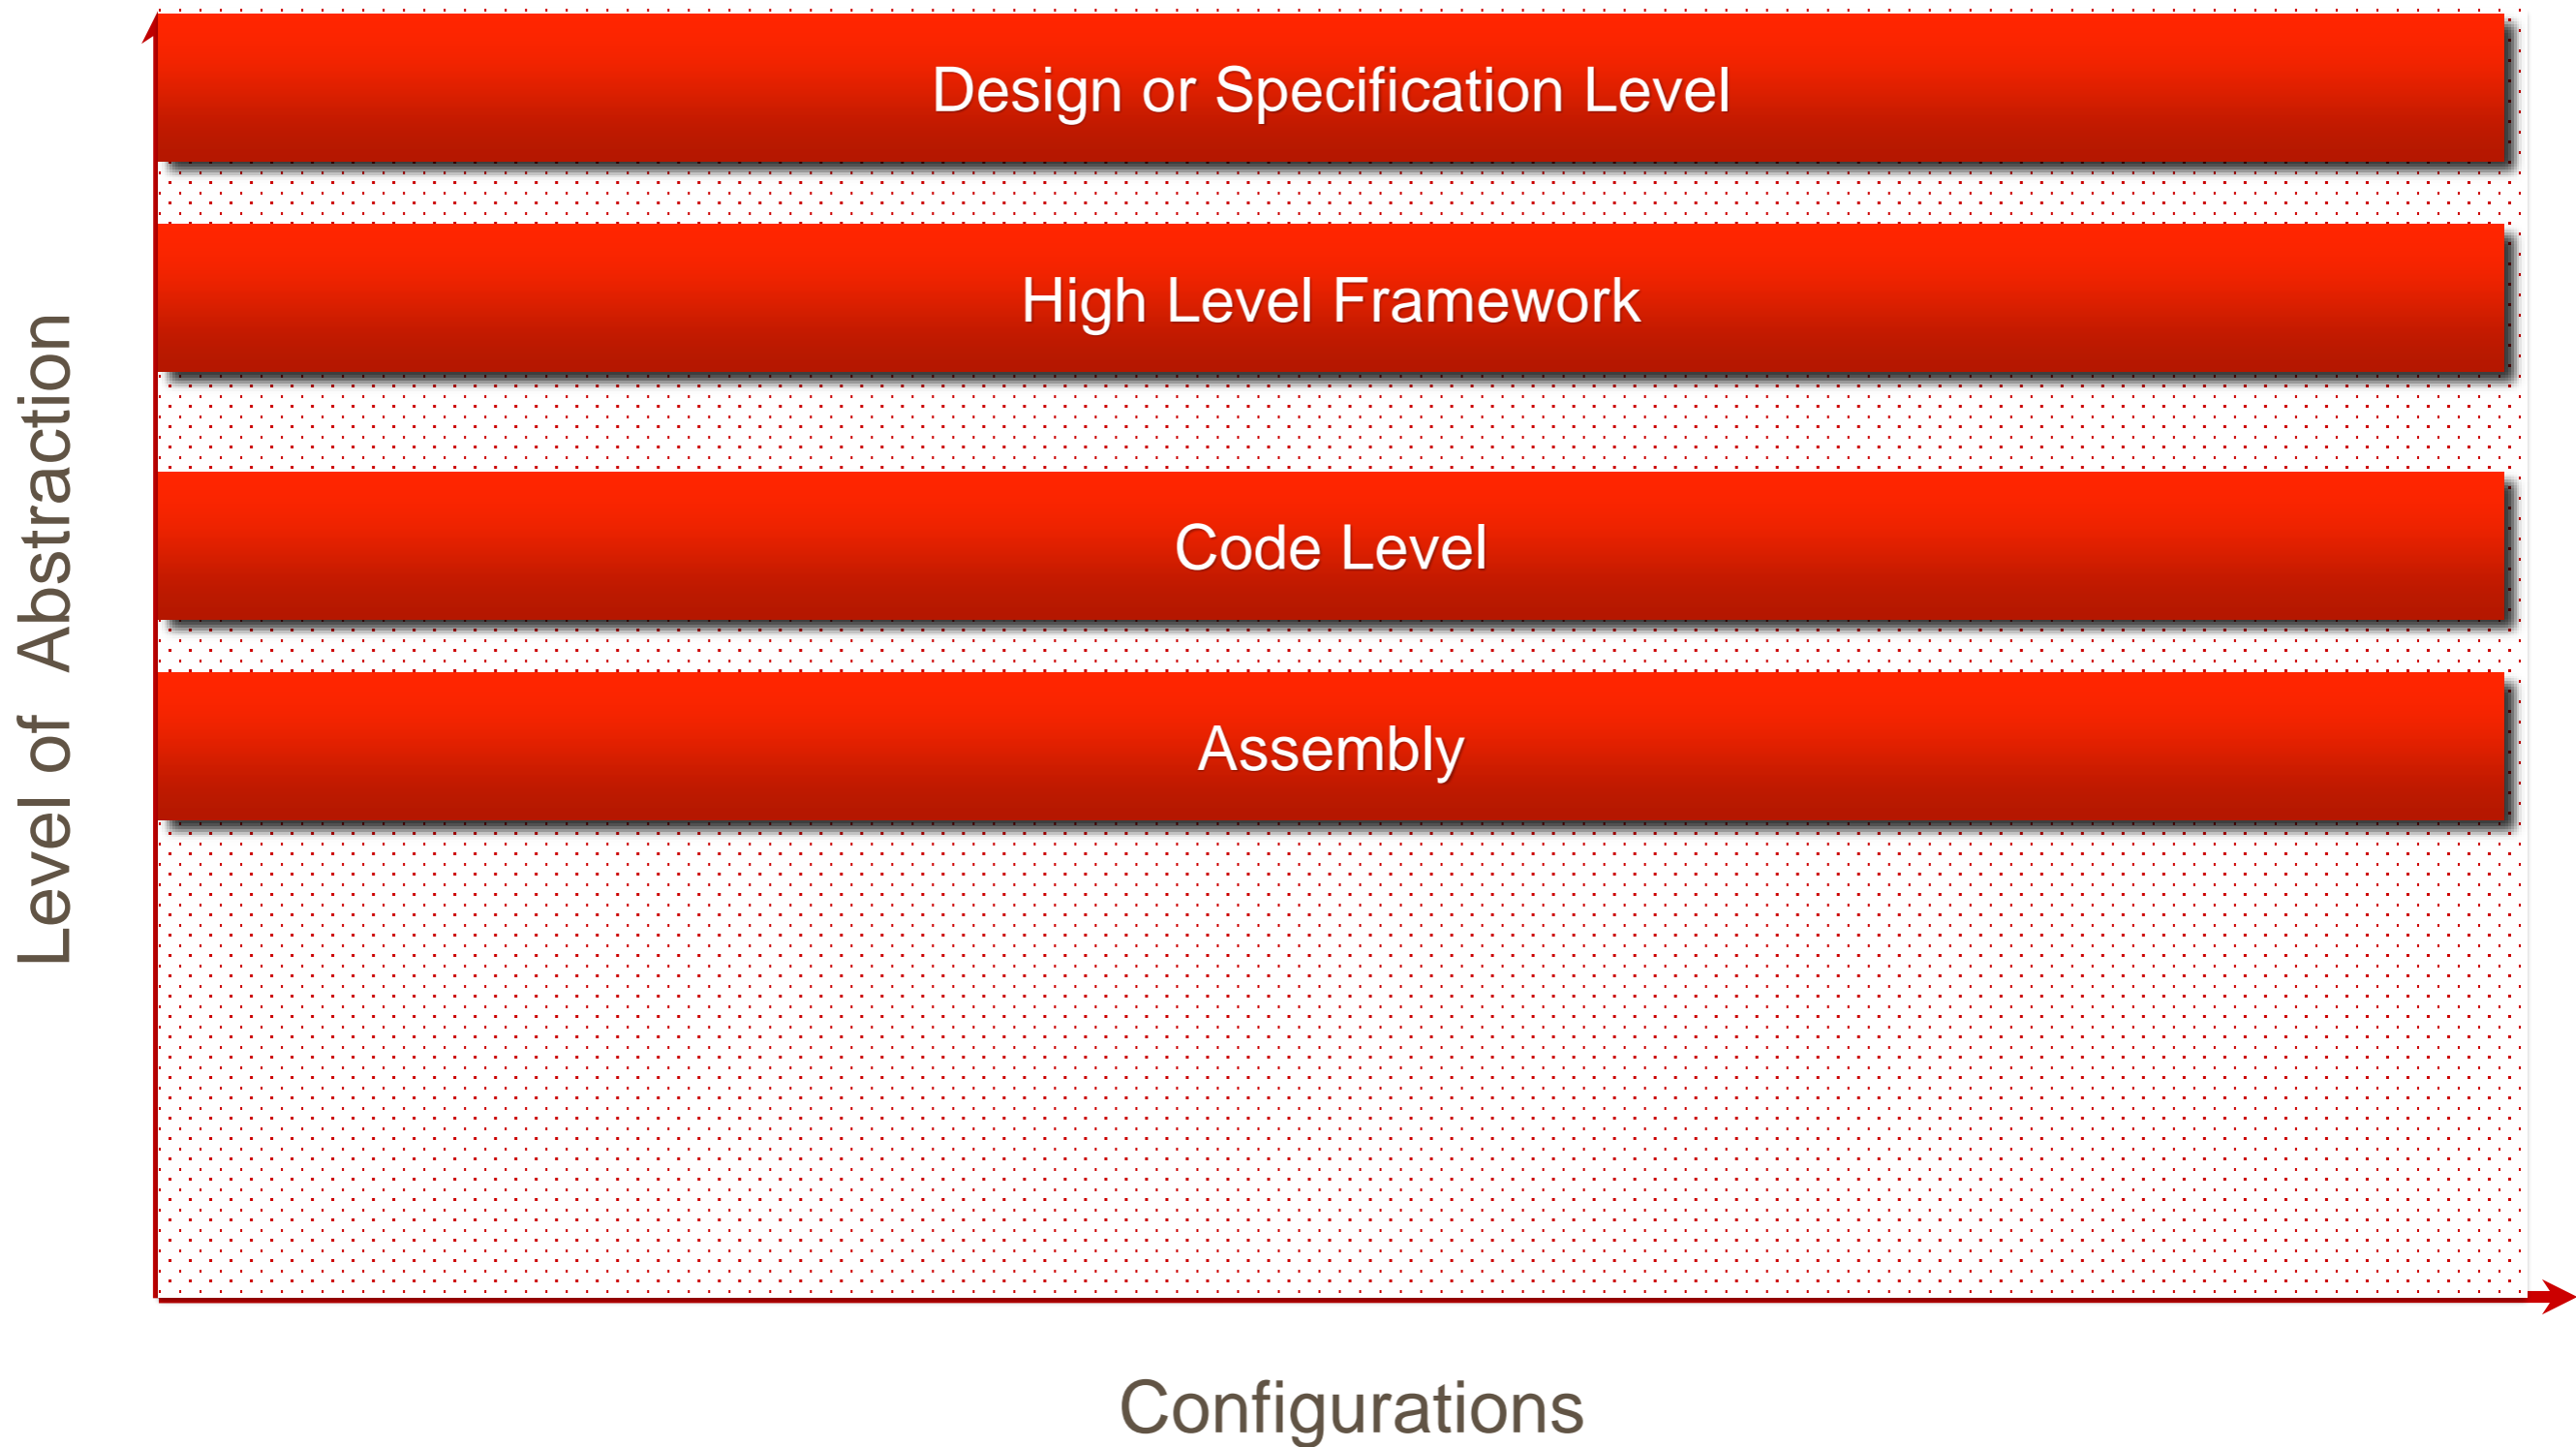 Design or Specification Level
High Level Framework
Code Level
Assembly
Level of Abstraction
Configurations